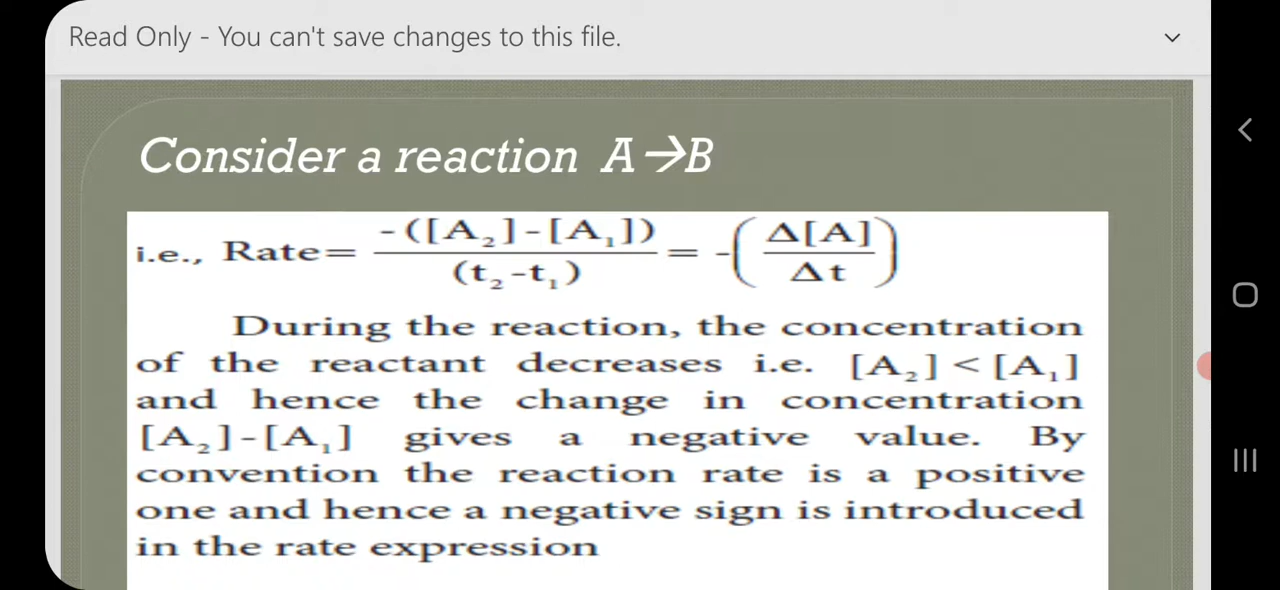 Read Only - You can't save changes to this file.
Consider a reaction A→B
i.e., Rate= -([A₂]-[A₁]) / (t₂-t₁) = -(Δ[A] / Δt)
During the reaction, the concentration
of the reactant decreases i.e. [A₂] < [A₁]
and hence the change in concentration
[A₂]-[A₁] gives a negative value. By
convention the reaction rate is a positive
one and hence a negative sign is introduced
in the rate expression